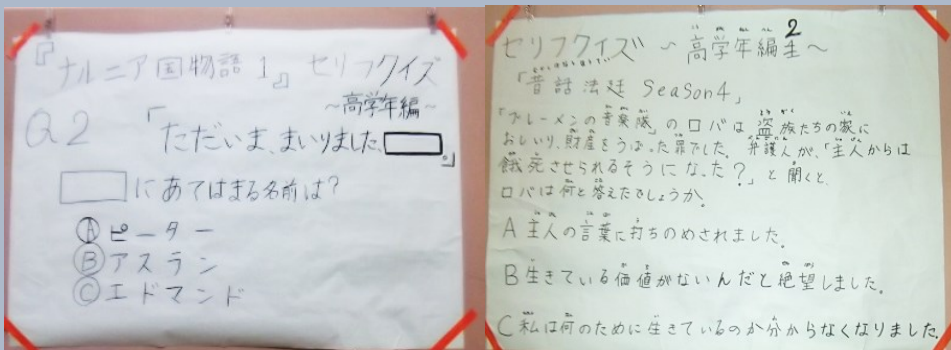 『ナルニア国物語1』セリフクイズ
～高学年編～
Q2 「ただいま、まいりました、□。」
□にあてはまる名前は?
Ⓐピーター
Ⓑアスラン
Ⓒエドマンド
セリフクイズ ～高学年編2～
「昔話法廷 Season4」
「ブレーメンの音楽隊」のロバは盗族たちの家に
おしいり、財産をうばった罪でした。弁護人が、「主人からは
餓死させられるそうになった?」と聞くと、
ロバは何と答えたでしょうか。
A主人の言葉に打ちのめされました。
B生きている価値がないんだと絶望しました。
C私は何のために生きているのか分からなくなりました。